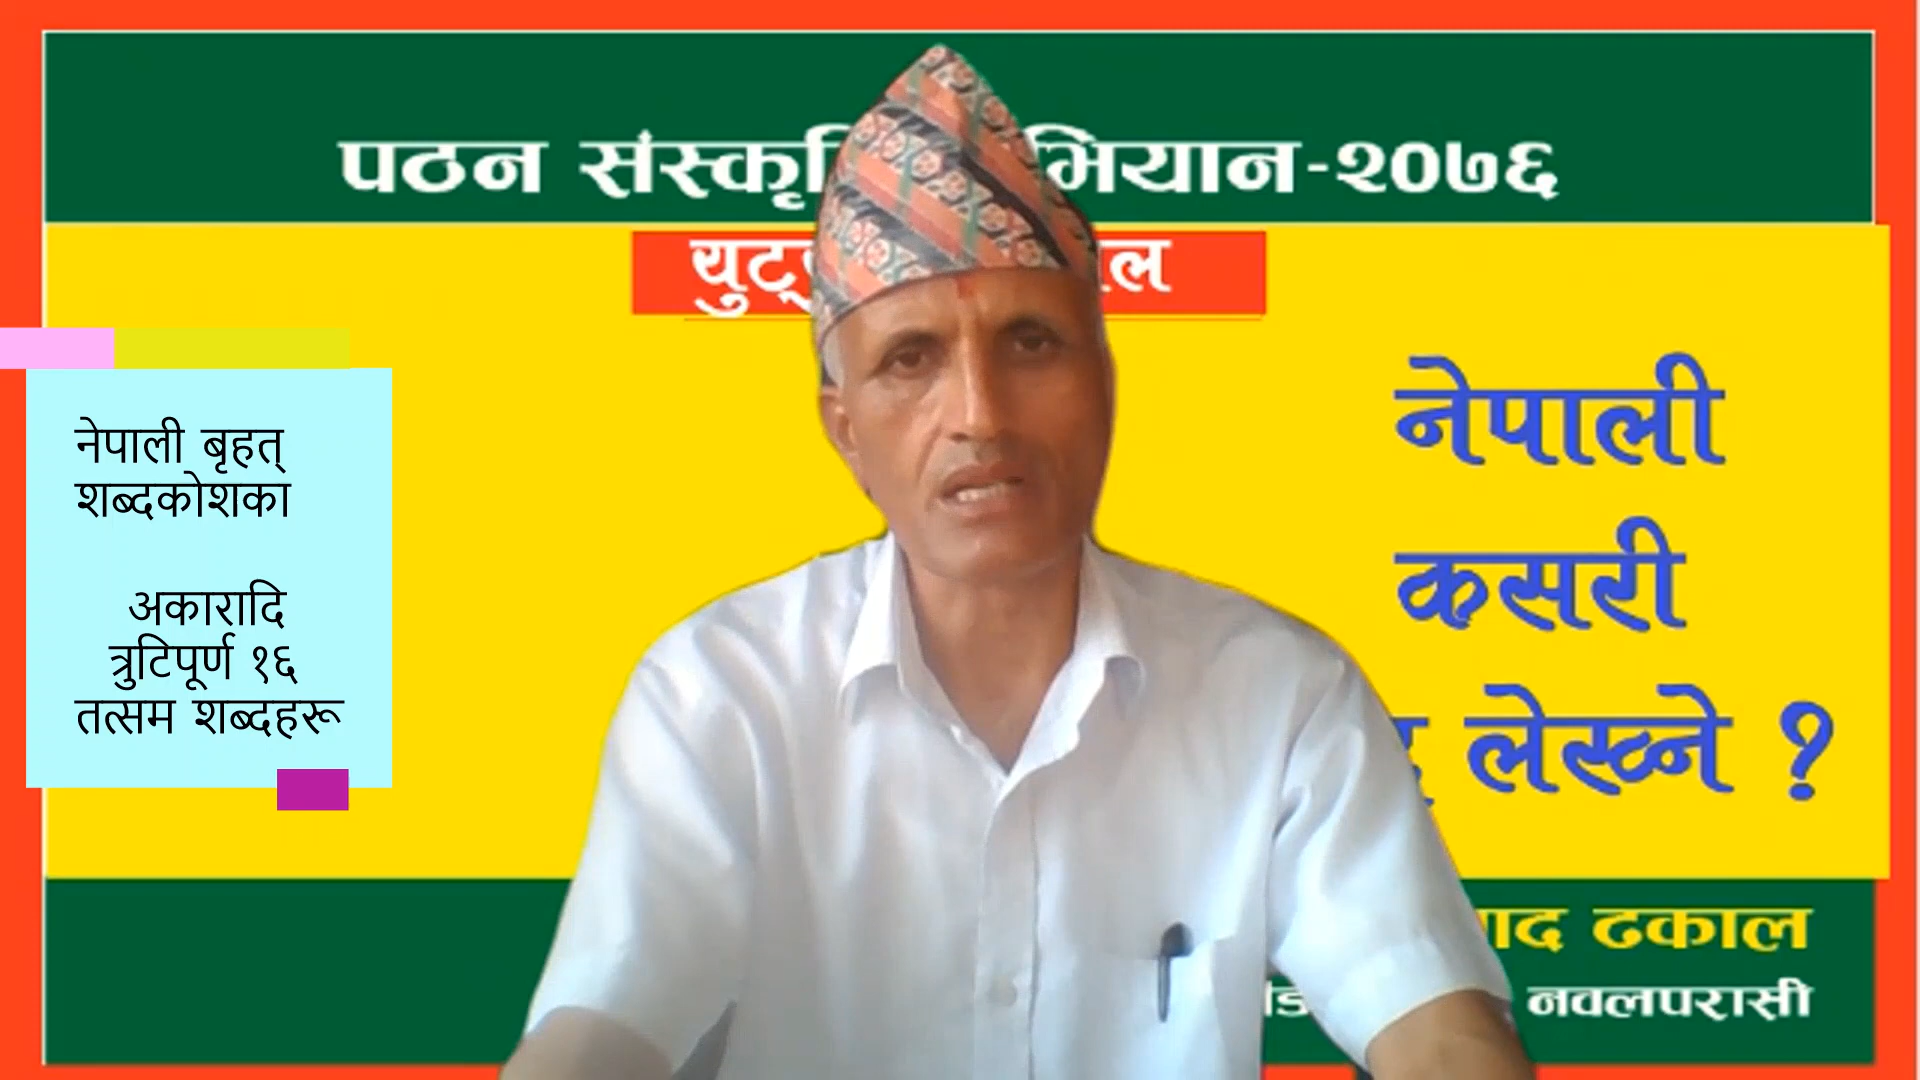 पठन संस्कृ भियान-२०७६
ल
नेपाली
कसरी
लेख्ने ?
नेपाली बृहत्
शब्दकोशका
अकारादि
त्रुटिपूर्ण १६
तत्सम शब्दहरू
ाद ढकाल
नवलपरासी